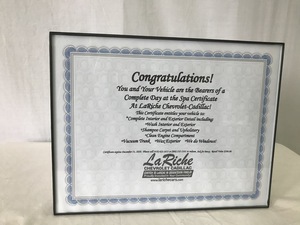 Congratulations!
You and Your Vehicle are the Bearers of a
Complete Day at the Spa Certificate
At LaRiche Chevrolet-Cadillac!
This Certificate entitles your vehicle to:
*Complete Interior and Exterior Detail including:
*Wash Interior and Exterior
*Shampoo Carpet and Upholstery
*Clean Engine Compartment
*Vacuum Trunk *Wax Exterior *We do Windows!
LaRiche
CHEVROLET CADILLAC